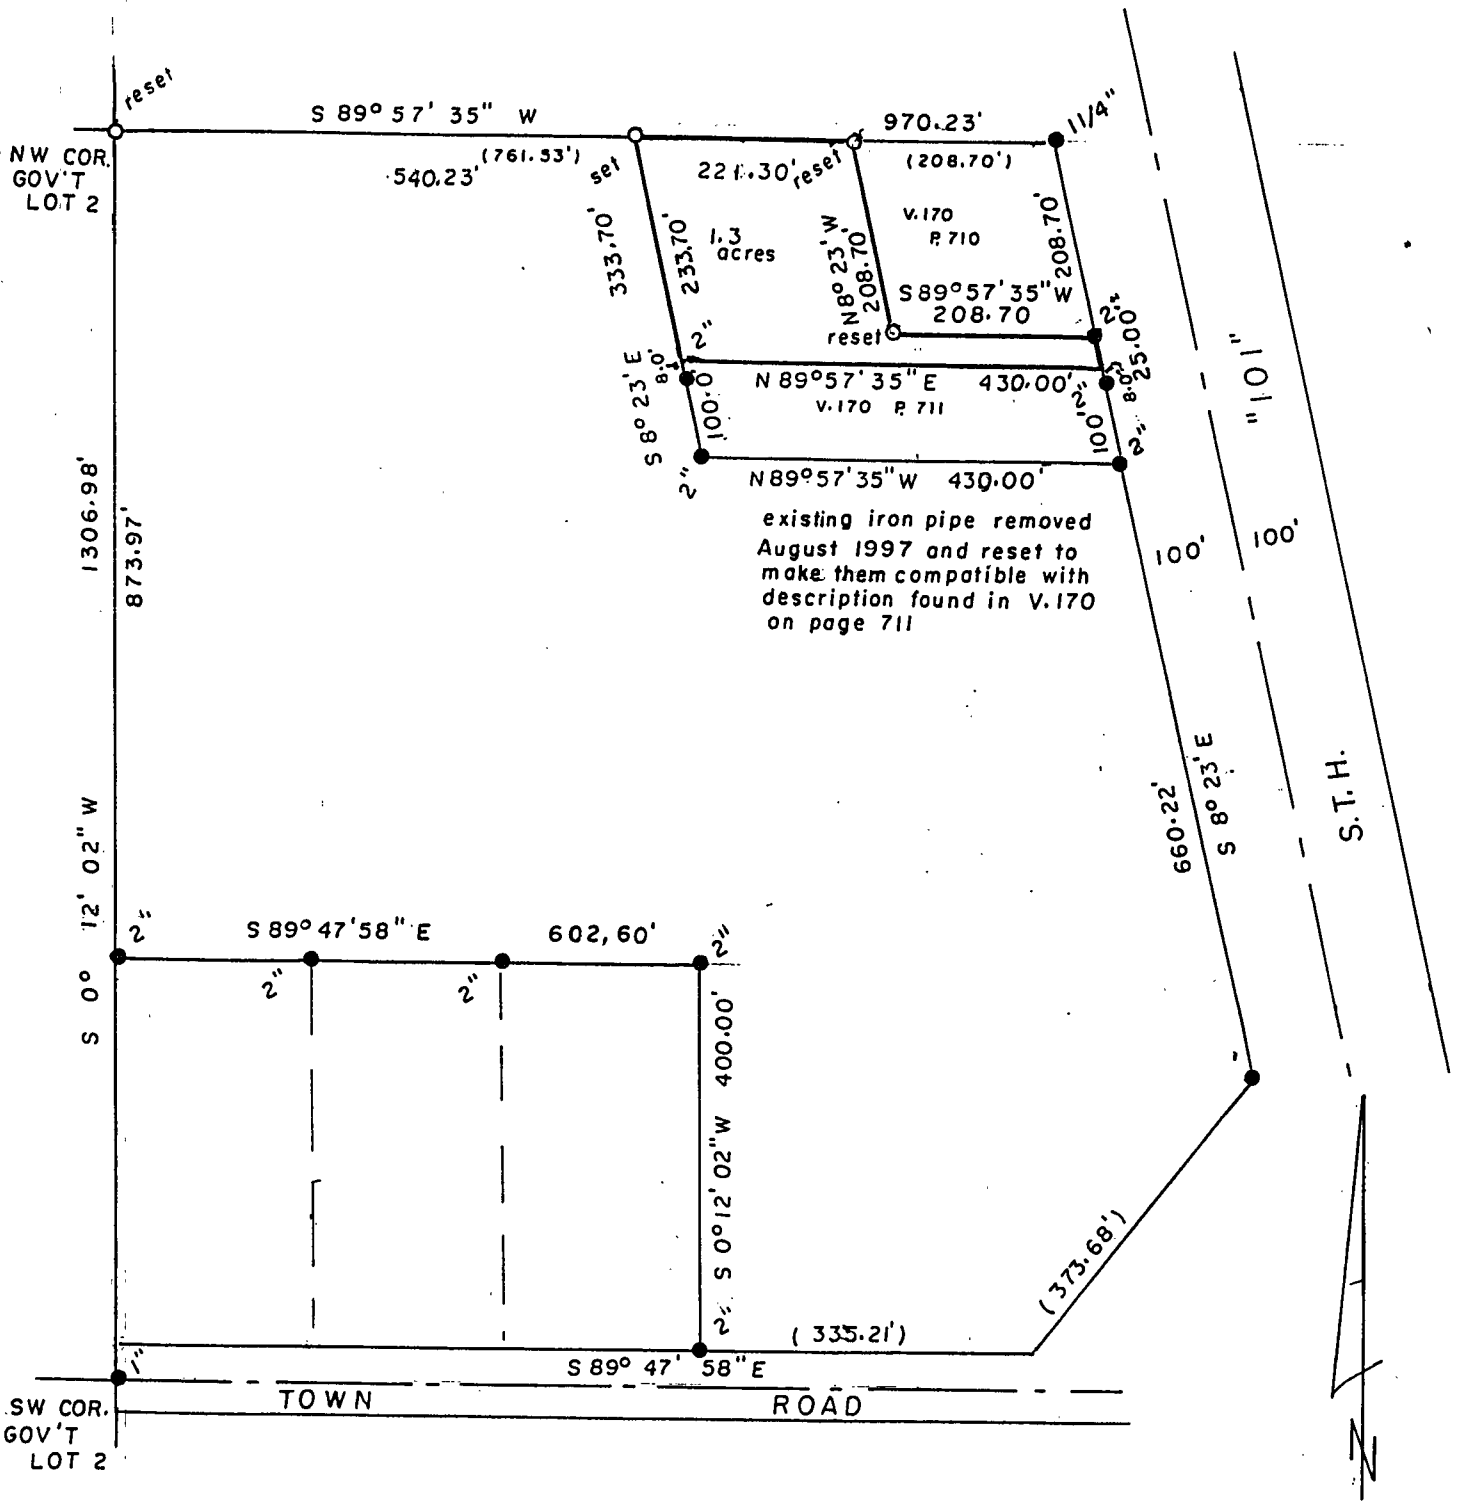 reset
S 89° 57' 35" W
970.23'
1 1/4"
NW COR.
GOV'T
LOT 2
540.23'
(761.53')
set
221.30'
reset
(208.70')
333.70'
233.70'
1.3
acres
N8° 23' W
208.70'
V.170
P. 710
208.70'
S89°57'35"W
208.70
reset
2"
25.00'
2"
8.0'
8.0'
S 8° 23' E
100.0'
N 89°57'35"E 430.00'
V.170 P. 711
2"
100'
2"
2"
N89°57'35"W 430.00'
"101"
existing iron pipe removed
August 1997 and reset to
make them compatible with
description found in V.170
on page 711
100'
100'
1306.98'
873.97'
S 0° 12' 02" W
660.22'
S 8° 23' E
S.T.H.
2"
S 89° 47' 58" E
602,60'
2"
2"
2"
S 0°12' 02"W 400.00'
(373.68')
2"
(335.21')
1"
S 89° 47' 58" E
TOWN ROAD
SW COR.
GOV'T
LOT 2
N